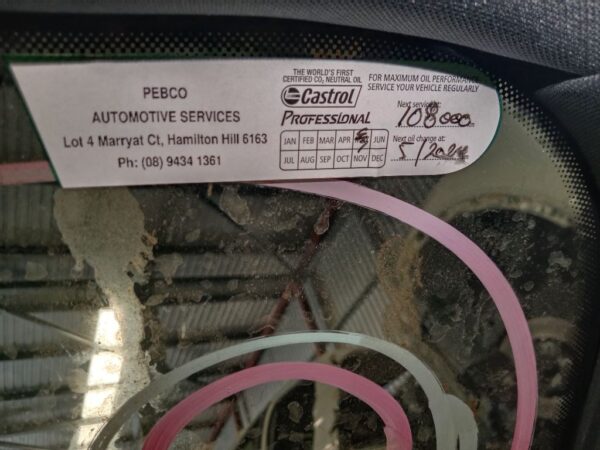 PEBCO
AUTOMOTIVE SERVICES
Lot 4 Marryat Ct, Hamilton Hill 6163
Ph: (08) 9434 1361
THE WORLD'S FIRST
CERTIFIED CO₂ NEUTRAL OIL
Castrol
PROFESSIONAL
JAN FEB MAR APR JUN
JUL AUG SEP OCT NOV DEC
FOR MAXIMUM OIL PERFORMANCE
SERVICE YOUR VEHICLE REGULARLY
Next service at:
108000
Next oil change at:
5/2024